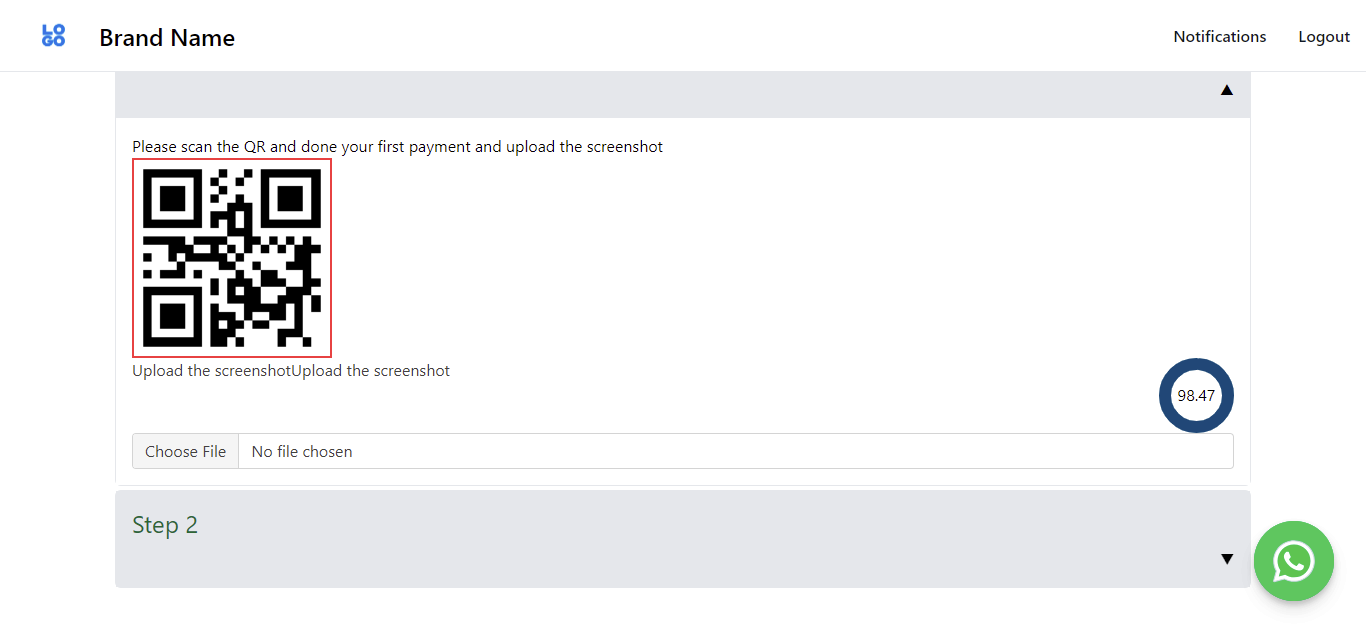 LO
GO
Brand Name
Notifications
Logout
Please scan the QR and done your first payment and upload the screenshot
Upload the screenshotUpload the screenshot
98.47
Choose File
No file chosen
Step 2